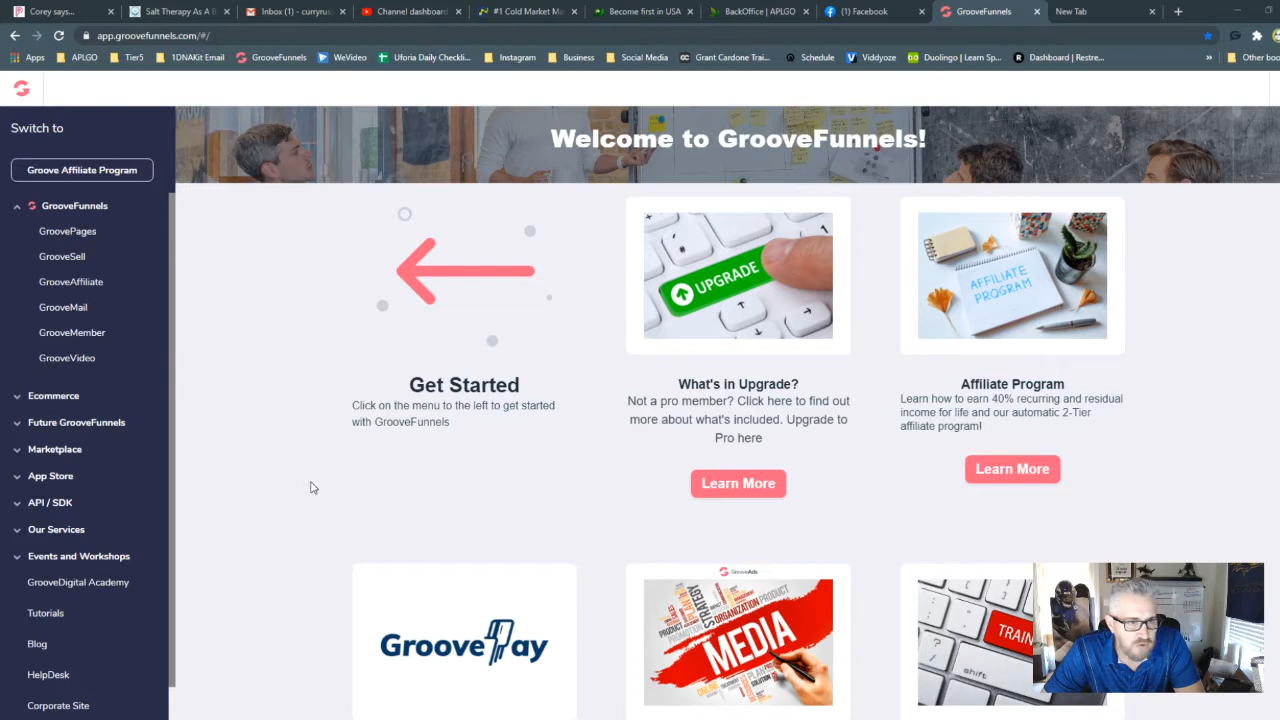 Corey says...
Salt Therapy As A B
Inbox (1) - curryrus
Channel dashboard
#1 Cold Market Ma
Become first in USA
BackOffice | APLGO
(1) Facebook
GrooveFunnels
New Tab
app.groovefunnels.com/#/
Apps
APLGO
Tier5
1DNAKit Email
GrooveFunnels
WeVideo
Uforia Daily Checkli...
Instagram
Business
Social Media
Grant Cardone Trai...
Schedule
Viddyoze
Duolingo | Learn Sp...
Dashboard | Restre...
»
Other boo
Switch to
Groove Affiliate Program
GrooveFunnels
GroovePages
GrooveSell
GrooveAffiliate
GrooveMail
GrooveMember
GrooveVideo
Ecommerce
Future GrooveFunnels
Marketplace
App Store
API / SDK
Our Services
Events and Workshops
GrooveDigital Academy
Tutorials
Blog
HelpDesk
Corporate Site
Welcome to GrooveFunnels!
Get Started
Click on the menu to the left to get started
with GrooveFunnels
UPGRADE
What's in Upgrade?
Not a pro member? Click here to find out
more about what's included. Upgrade to
Pro here
Learn More
AFFILIATE
PROGRAM
Affiliate Program
Learn how to earn 40% recurring and residual
income for life and our automatic 2-Tier
affiliate program!
Learn More
GroovePay
GrooveAds
STRATEGY
ORGANIZATION PRODUCT
MEDIA
TRAIN
shift